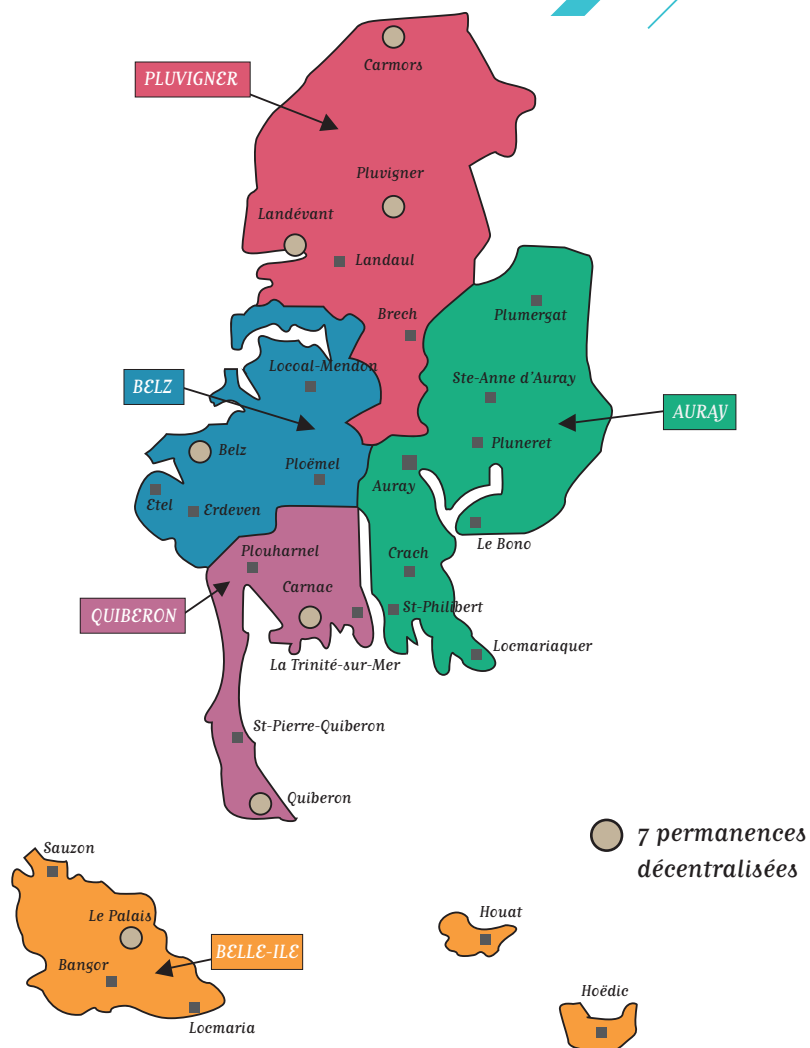 Carmors
PLUVIGNER
Pluvigner
Landévant
Landaul
Brech
Plumergat
Locoal-Mendon
Ste-Anne d'Auray
BELZ
AURAY
Belz
Pluneret
Ploëmel
Auray
Etel
Erdeven
Le Bono
Plouharnel
Crach
Carnac
QUIBERON
St-Philibert
Locmariaquer
La Trinité-sur-Mer
St-Pierre-Quiberon
Quiberon
7 permanences
décentralisées
Sauzon
Le Palais
Houat
BELLE-ILE
Bangor
Hoëdic
Locmaria